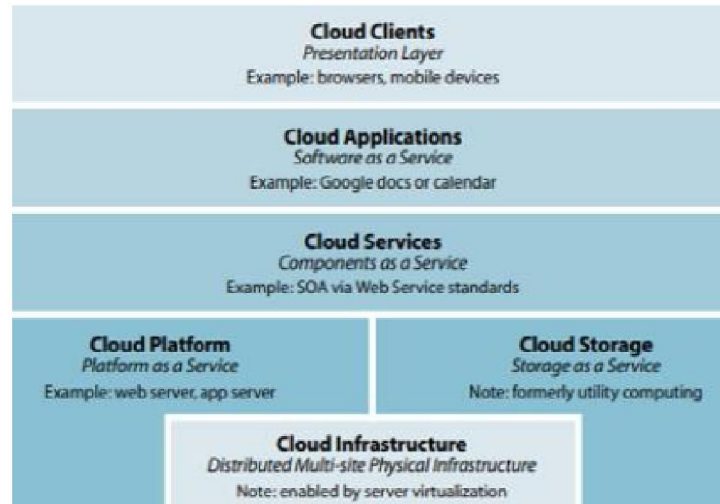 Cloud Clients
Presentation Layer
Example: browsers, mobile devices
Cloud Applications
Software as a Service
Example: Google docs or calendar
Cloud Services
Components as a Service
Example: SOA via Web Service standards
Cloud Platform
Platform as a Service
Example: web server, app server
Cloud Storage
Storage as a Service
Note: formerly utility computing
Cloud Infrastructure
Distributed Multi-site Physical Infrastructure
Note: enabled by server virtualization